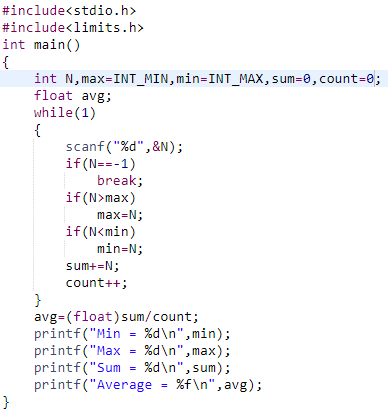 #include<stdio.h>
#include<limits.h>
int main()
{
    int N,max=INT_MIN,min=INT_MAX,sum=0,count=0;
    float avg;
    while(1)
    {
        scanf("%d",&N);
        if(N==-1)
            break;
        if(N>max)
            max=N;
        if(N<min)
            min=N;
        sum+=N;
        count++;
    }
    avg=(float)sum/count;
    printf("Min = %d\n",min);
    printf("Max = %d\n",max);
    printf("Sum = %d\n",sum);
    printf("Average = %f\n",avg);
}